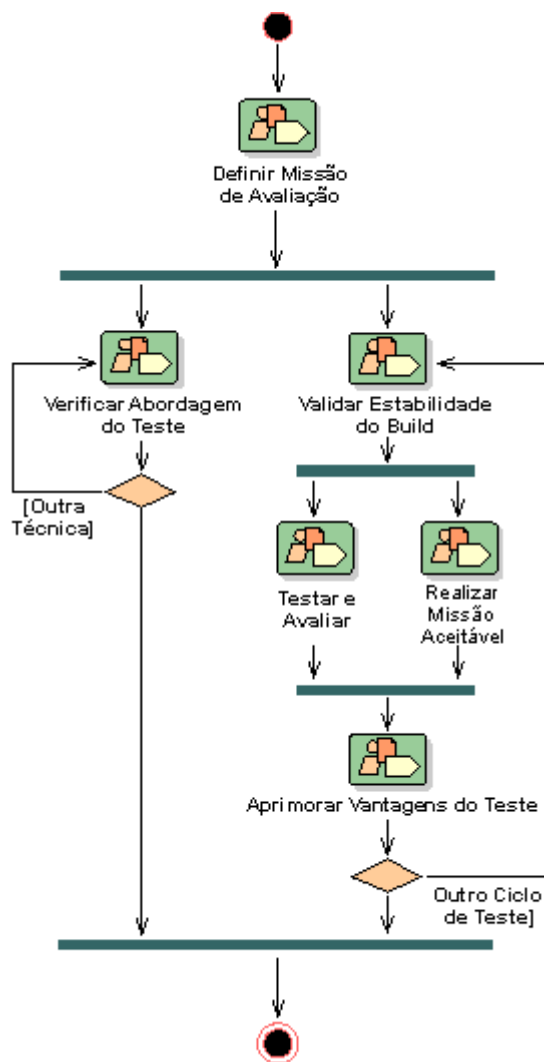 Definir Missão
de Avaliação
Verificar Abordagem
do Teste
Validar Estabilidade
do Build
[Outra
Técnica]
Testar e
Avaliar
Realizar
Missão
Aceitável
Aprimorar Vantagens do Teste
Outro Ciclo
de Teste]